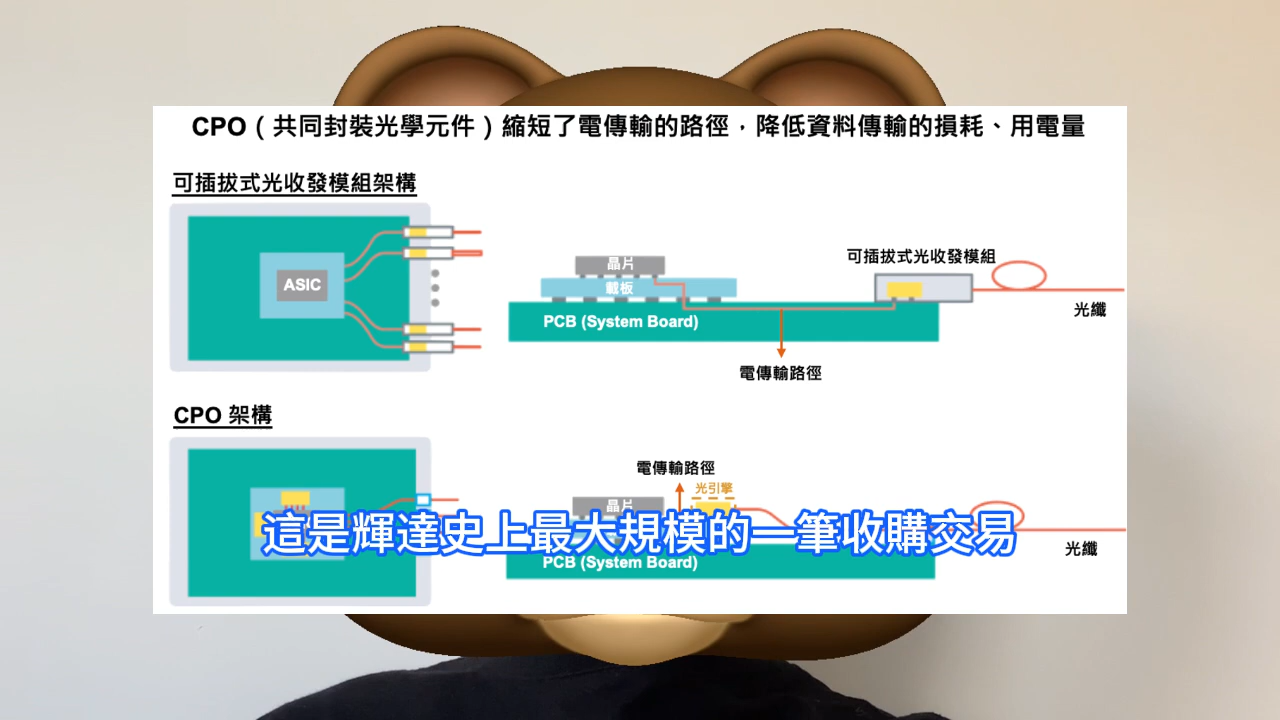 CPO（共同封裝光學元件）縮短了電傳輸的路徑，降低資料傳輸的損耗、用電量
可插拔式光收發模組架構
ASIC
晶片
載板
PCB (System Board)
可插拔式光收發模組
光纖
電傳輸路徑
CPO 架構
電傳輸路徑
光引擎
晶片
這是輝達史上最大規模的一筆收購交易
PCB (System Board)
光纖